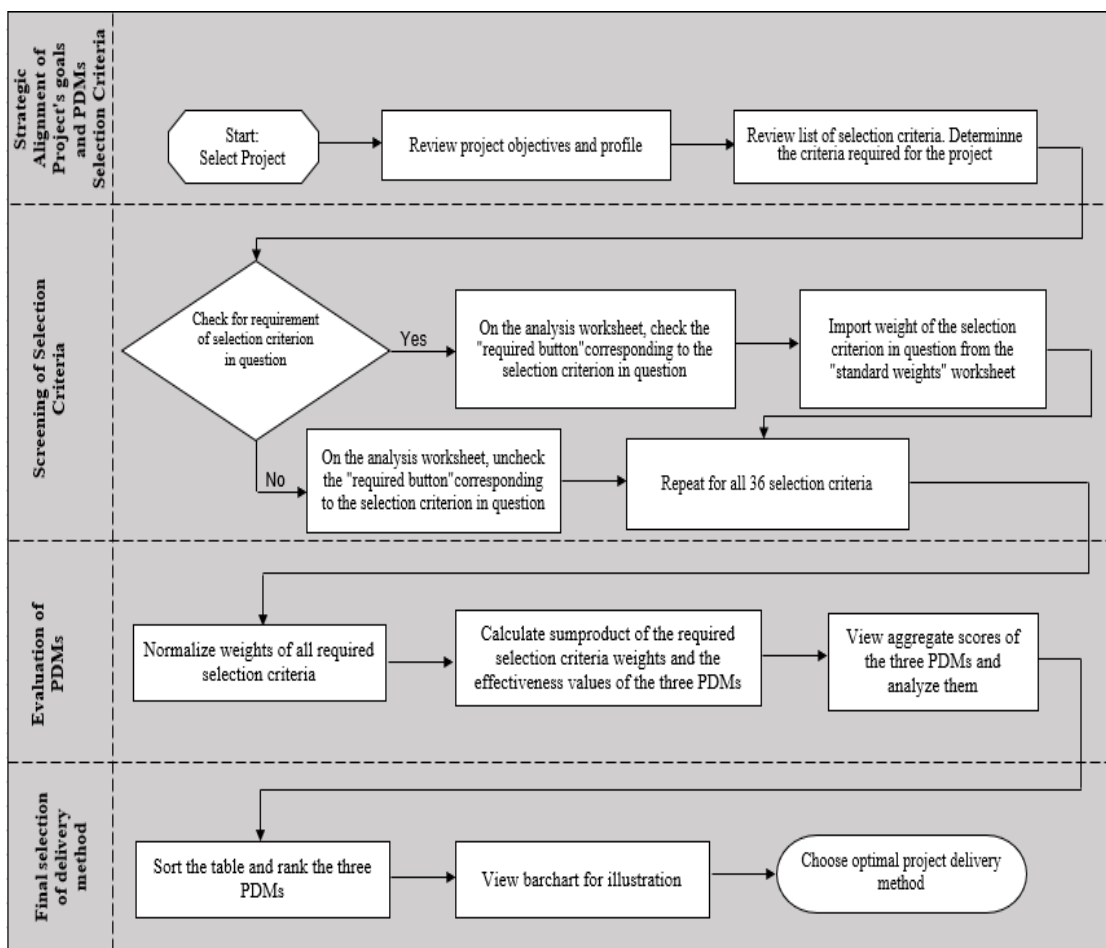 Strategic
Alignment of
Project's goals
and PDMs
Selection Criteria
Start:
Select Project
Review project objectives and profile
Review list of selection criteria. Determinne
the criteria required for the project
Screening of Selection
Criteria
Check for requirement
of selection criterion
in question
Yes
On the analysis worksheet, check the
"required button"corresponding to the
selection criterion in question
Import weight of the selection
criterion in question from the
"standard weights" worksheet
No
On the analysis worksheet, uncheck
the "required button"corresponding
to the selection criterion in question
Repeat for all 36 selection criteria
Evaluation of
PDMs
Normalize weights of all required
selection criteria
Calculate sumproduct of the required
selection criteria weights and the
effectiveness values of the three PDMs
View aggregate scores of
the three PDMs and
analyze them
Final selection
of delivery
method
Sort the table and rank the three
PDMs
View barchart for illustration
Choose optimal project delivery
method